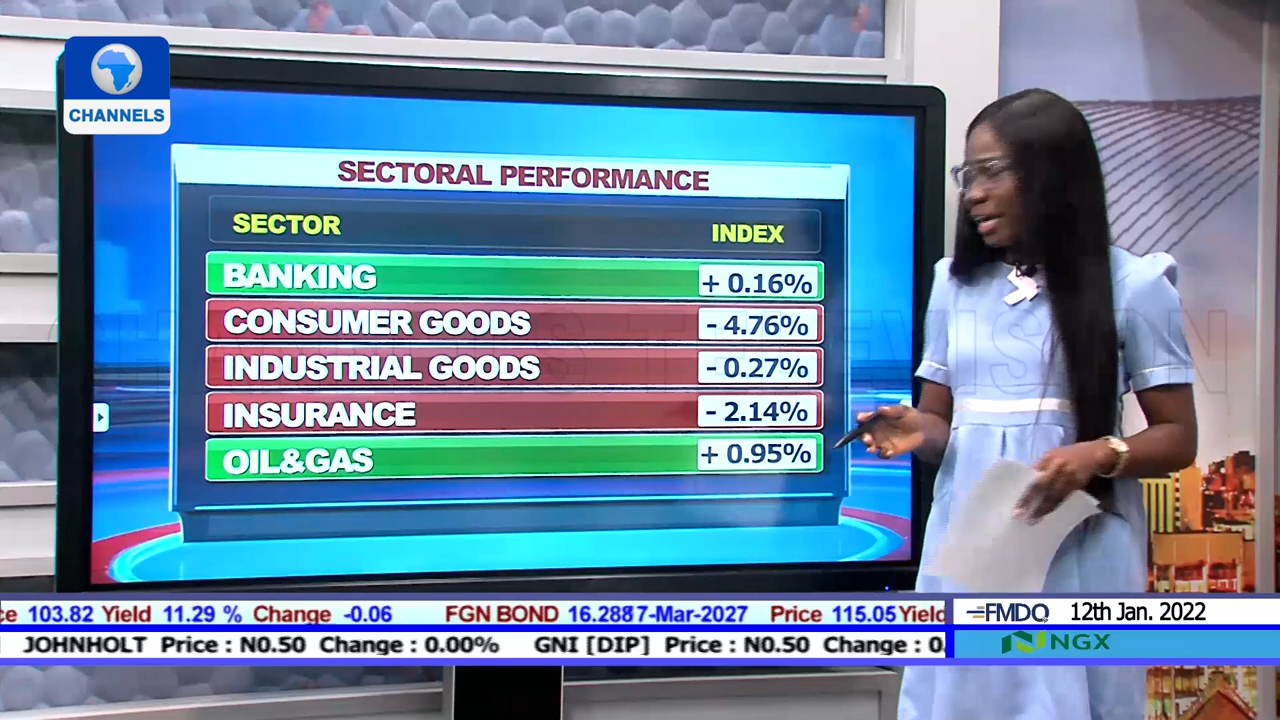 CHANNELS
SECTORAL PERFORMANCE
SECTOR INDEX
BANKING + 0.16%
CONSUMER GOODS - 4.76%
INDUSTRIAL GOODS - 0.27%
INSURANCE - 2.14%
OIL&GAS + 0.95%
CHANNELS TELEVISION
103.82 Yield 11.29 % Change -0.06 FGN BOND 16.2887-Mar-2027 Price 115.05 Yield
FMDQ 12th Jan. 2022
JOHNHOLT Price : N0.50 Change : 0.00% GNI [DIP] Price : N0.50 Change : 0.
NGX